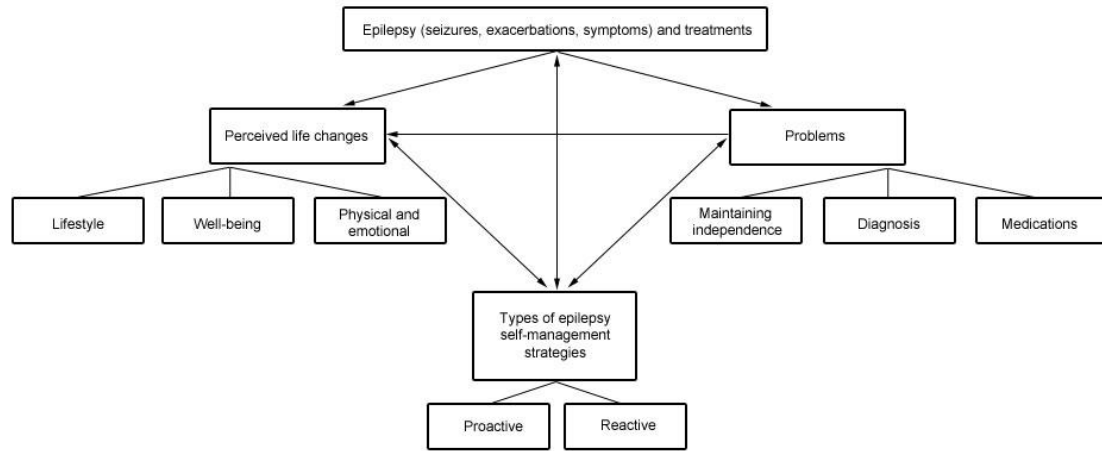 Epilepsy (seizures, exacerbations, symptoms) and treatments
Perceived life changes
Problems
Lifestyle
Well-being
Physical and
emotional
Maintaining
independence
Diagnosis
Medications
Types of epilepsy
self-management
strategies
Proactive
Reactive